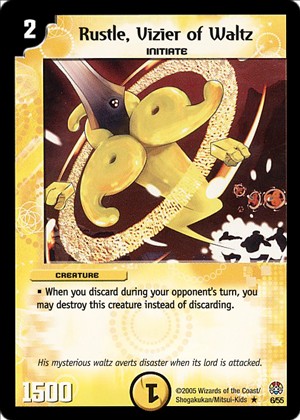 2
Rustle, Vizier of Waltz
INITIATE
CREATURE
▪ When you discard during your opponent's turn, you
may destroy this creature instead of discarding.
His mysterious waltz averts disaster when its lord is attacked.
1500
1
©2005 Wizards of the Coast/
Shogakukan/Mitsui-Kids ★ 6/55